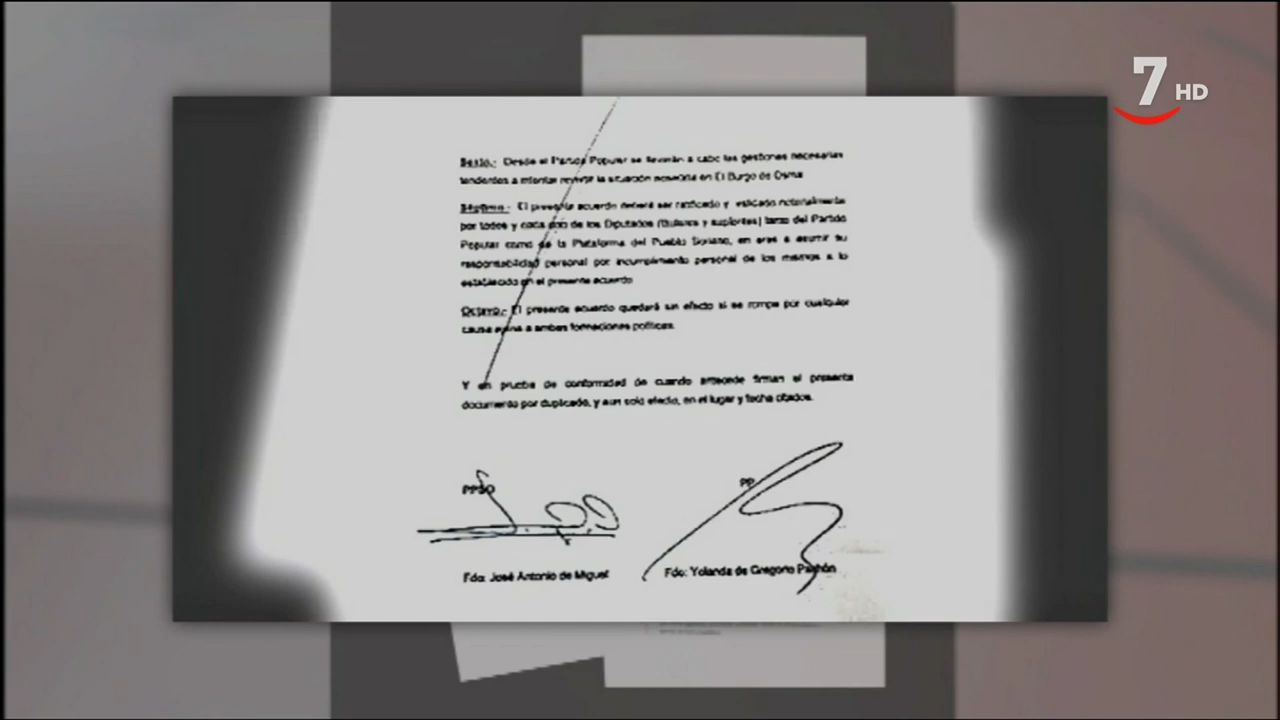 7 HD
Sexto.- Desde el Partido Popular se llevarán a cabo las gestiones necesarias
tendentes a intentar revertir la situación acaecida en El Burgo de Osma
Séptimo.- El presente acuerdo deberá ser ratificado y notarialmente
por todos y cada uno de los Diputados (titulares y suplentes) tanto del Partido
Popular como de la Plataforma del Pueblo Soriano, en aras a asumir su
responsabilidad personal por incumplimiento personal de los mismos a lo
establecido en el presente acuerdo
Octavo.- El presente acuerdo quedará sin efecto si se rompe por cualquier
causa ajena a ambas formaciones políticas.
Y en prueba de conformidad de cuando antecede firman el presente
documento por duplicado, y a un solo efecto, en el lugar y fecha citados.
PPSO PP
Fdo: José Antonio de Miguel Fdo: Yolanda de Gregorio Pachón